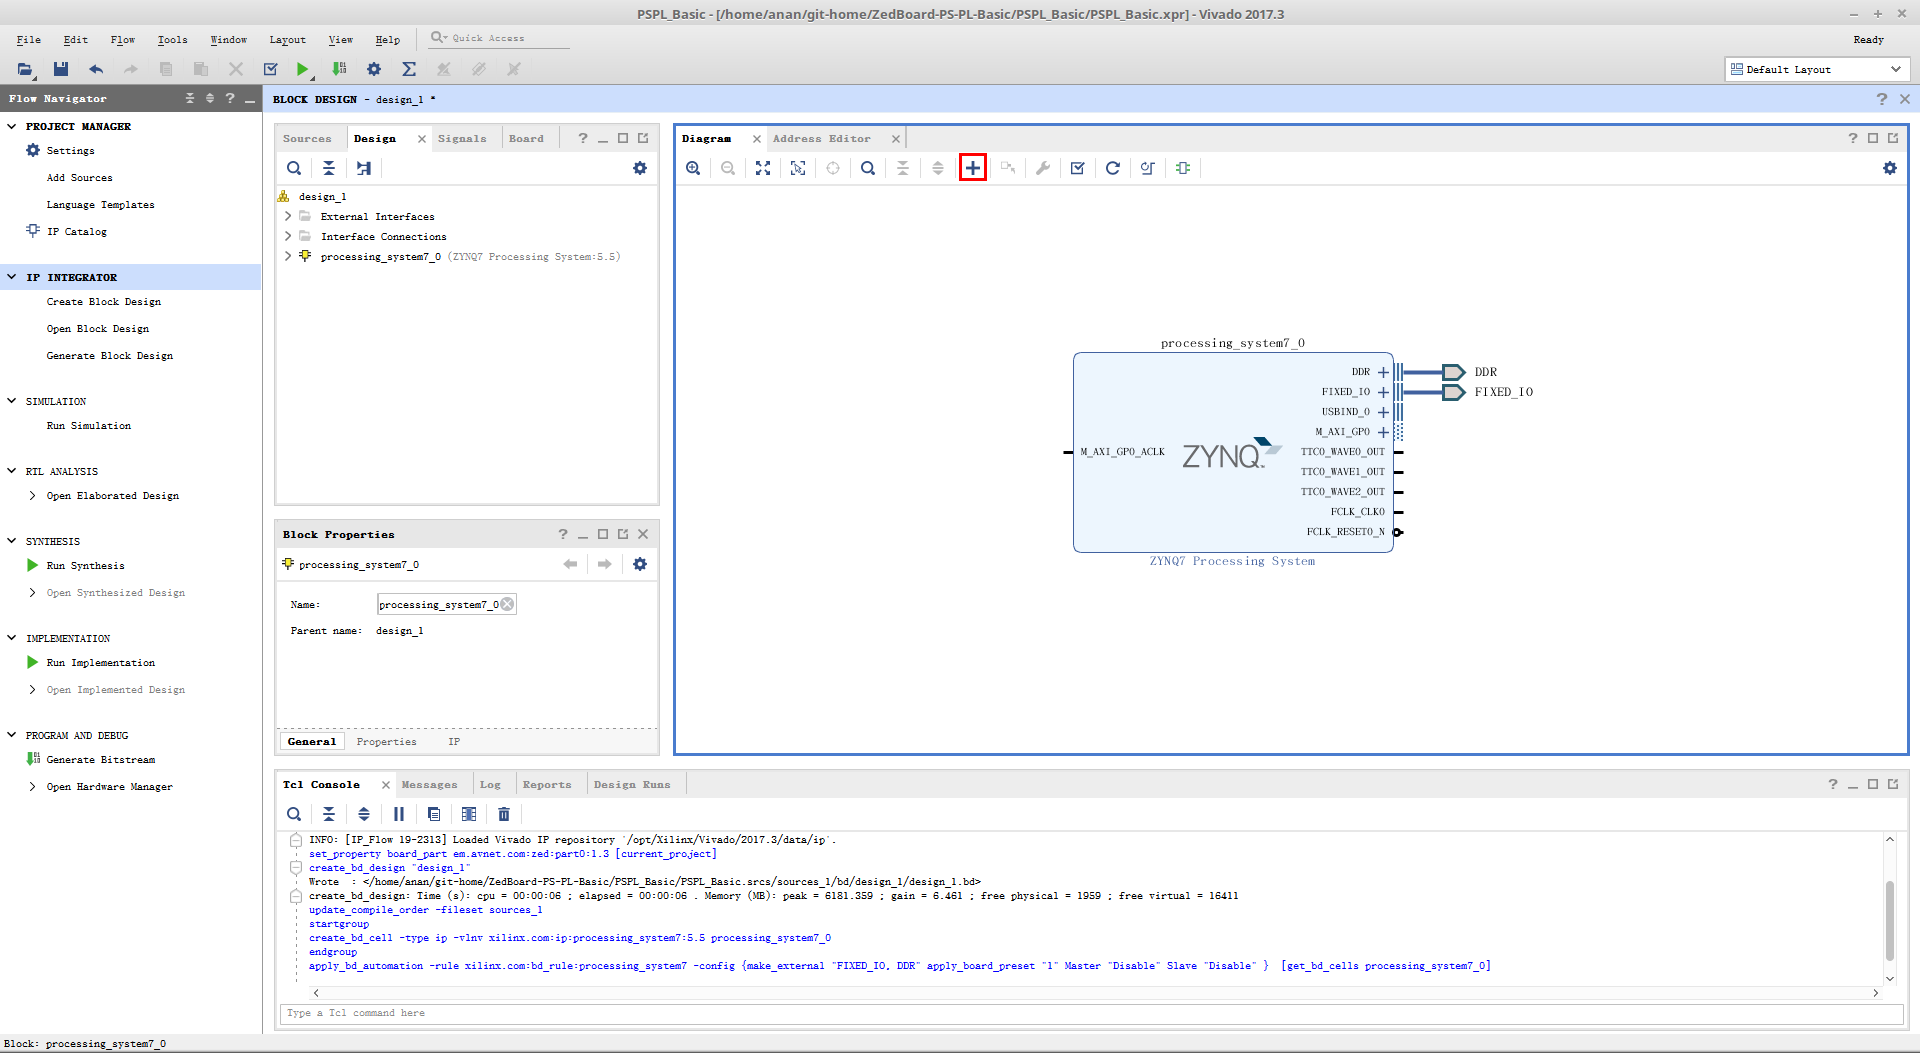 PSPL_Basic - [/home/anan/git-home/ZedBoard-PS-PL-Basic/PSPL_Basic/PSPL_Basic.xpr] - Vivado 2017.3
File Edit Flow Tools Window Layout View Help Quick Access Ready
Default Layout
Flow Navigator
PROJECT MANAGER
Settings
Add Sources
Language Templates
IP Catalog
IP INTEGRATOR
Create Block Design
Open Block Design
Generate Block Design
SIMULATION
Run Simulation
RTL ANALYSIS
Open Elaborated Design
SYNTHESIS
Run Synthesis
Open Synthesized Design
IMPLEMENTATION
Run Implementation
Open Implemented Design
PROGRAM AND DEBUG
Generate Bitstream
Open Hardware Manager
BLOCK DESIGN - design_1 *
Sources Design Signals Board
design_1
External Interfaces
Interface Connections
processing_system7_0 (ZYNQ7 Processing System:5.5)
Block Properties
processing_system7_0
Name: processing_system7_0
Parent name: design_1
General Properties IP
Diagram Address Editor
processing_system7_0
DDR
FIXED_IO
USBIND_0
M_AXI_GP0
TTC0_WAVE0_OUT
TTC0_WAVE1_OUT
TTC0_WAVE2_OUT
FCLK_CLK0
FCLK_RESET0_N
M_AXI_GP0_ACLK
ZYNQ
DDR
FIXED_IO
ZYNQ7 Processing System
Tcl Console Messages Log Reports Design Runs
INFO: [IP_Flow 19-2313] Loaded Vivado IP repository '/opt/Xilinx/Vivado/2017.3/data/ip'.
set_property board_part em.avnet.com:zed:part0:1.3 [current_project]
create_bd_design "design_1"
Wrote : </home/anan/git-home/ZedBoard-PS-PL-Basic/PSPL_Basic/PSPL_Basic.srcs/sources_1/bd/design_1/design_1.bd>
create_bd_design: Time (s): cpu = 00:00:06 ; elapsed = 00:00:06 . Memory (MB): peak = 6181.359 ; gain = 6.461 ; free physical = 1959 ; free virtual = 16411
update_compile_order -fileset sources_1
startgroup
create_bd_cell -type ip -vlnv xilinx.com:ip:processing_system7:5.5 processing_system7_0
endgroup
apply_bd_automation -rule xilinx.com:bd_rule:processing_system7 -config {make_external "FIXED_IO, DDR" apply_board_preset "1" Master "Disable" Slave "Disable" } [get_bd_cells processing_system7_0]
Type a Tcl command here
Block: processing_system7_0